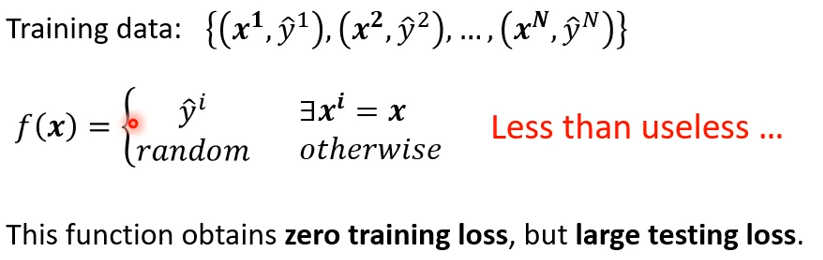 Training data: {(x¹, ŷ¹), (x², ŷ²), …, (xᴺ, ŷᴺ)}
f(x) = { ŷⁱ ∃xⁱ = x
random otherwise
Less than useless …
This function obtains zero training loss, but large testing loss.